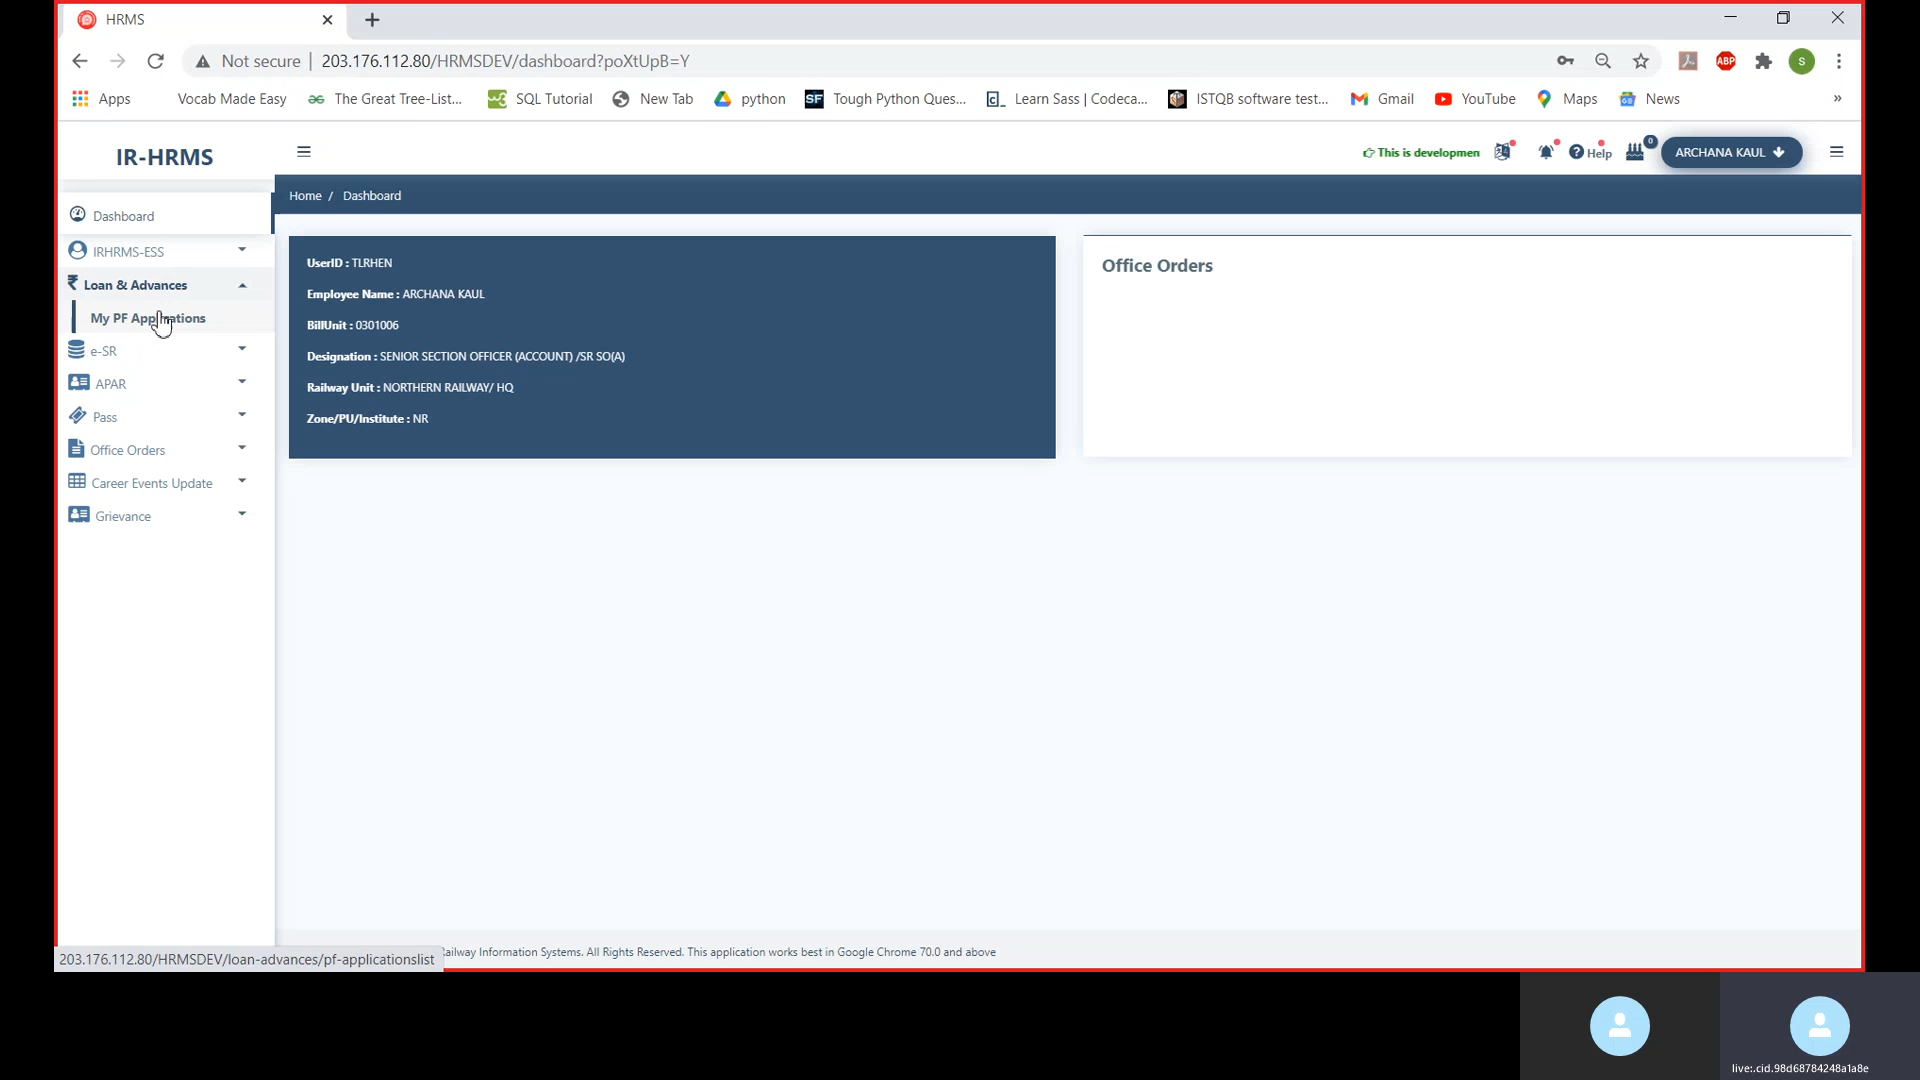 HRMS
Not secure | 203.176.112.80/HRMSDEV/dashboard?poXtUpB=Y
ABP
S
Apps Vocab Made Easy The Great Tree-List... SQL Tutorial New Tab python SF Tough Python Ques... Learn Sass | Codeca... ISTQB software test... Gmail YouTube Maps News »
IR-HRMS
This is developmen
Help
0
ARCHANA KAUL
Home / Dashboard
Dashboard
IRHRMS-ESS
Loan & Advances
My PF Applications
e-SR
APAR
Pass
Office Orders
Career Events Update
Grievance
UserID : TLRHEN
Employee Name : ARCHANA KAUL
BillUnit : 0301006
Designation : SENIOR SECTION OFFICER (ACCOUNT) /SR SO(A)
Railway Unit : NORTHERN RAILWAY/ HQ
Zone/PU/Institute : NR
Office Orders
203.176.112.80/HRMSDEV/loan-advances/pf-applicationslist
Railway Information Systems. All Rights Reserved. This application works best in Google Chrome 70.0 and above
live:.cid.98d68784248a1a8e